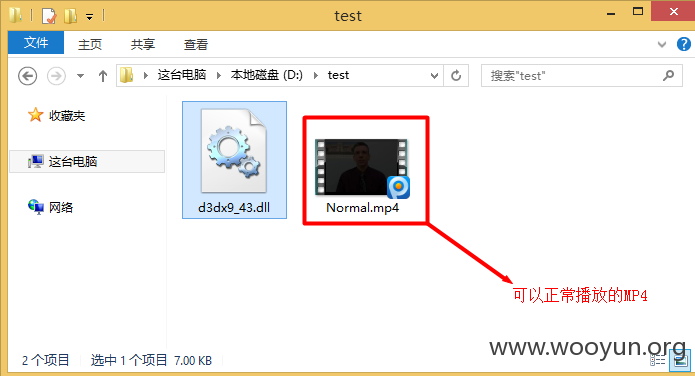 test
文件
主页
共享
查看
这台电脑
本地磁盘 (D:)
test
搜索"test"
收藏夹
这台电脑
网络
d3dx9_43.dll
Normal.mp4
可以正常播放的MP4
www.wooyun.org
2 个项目
选中 1 个项目 7.00 KB